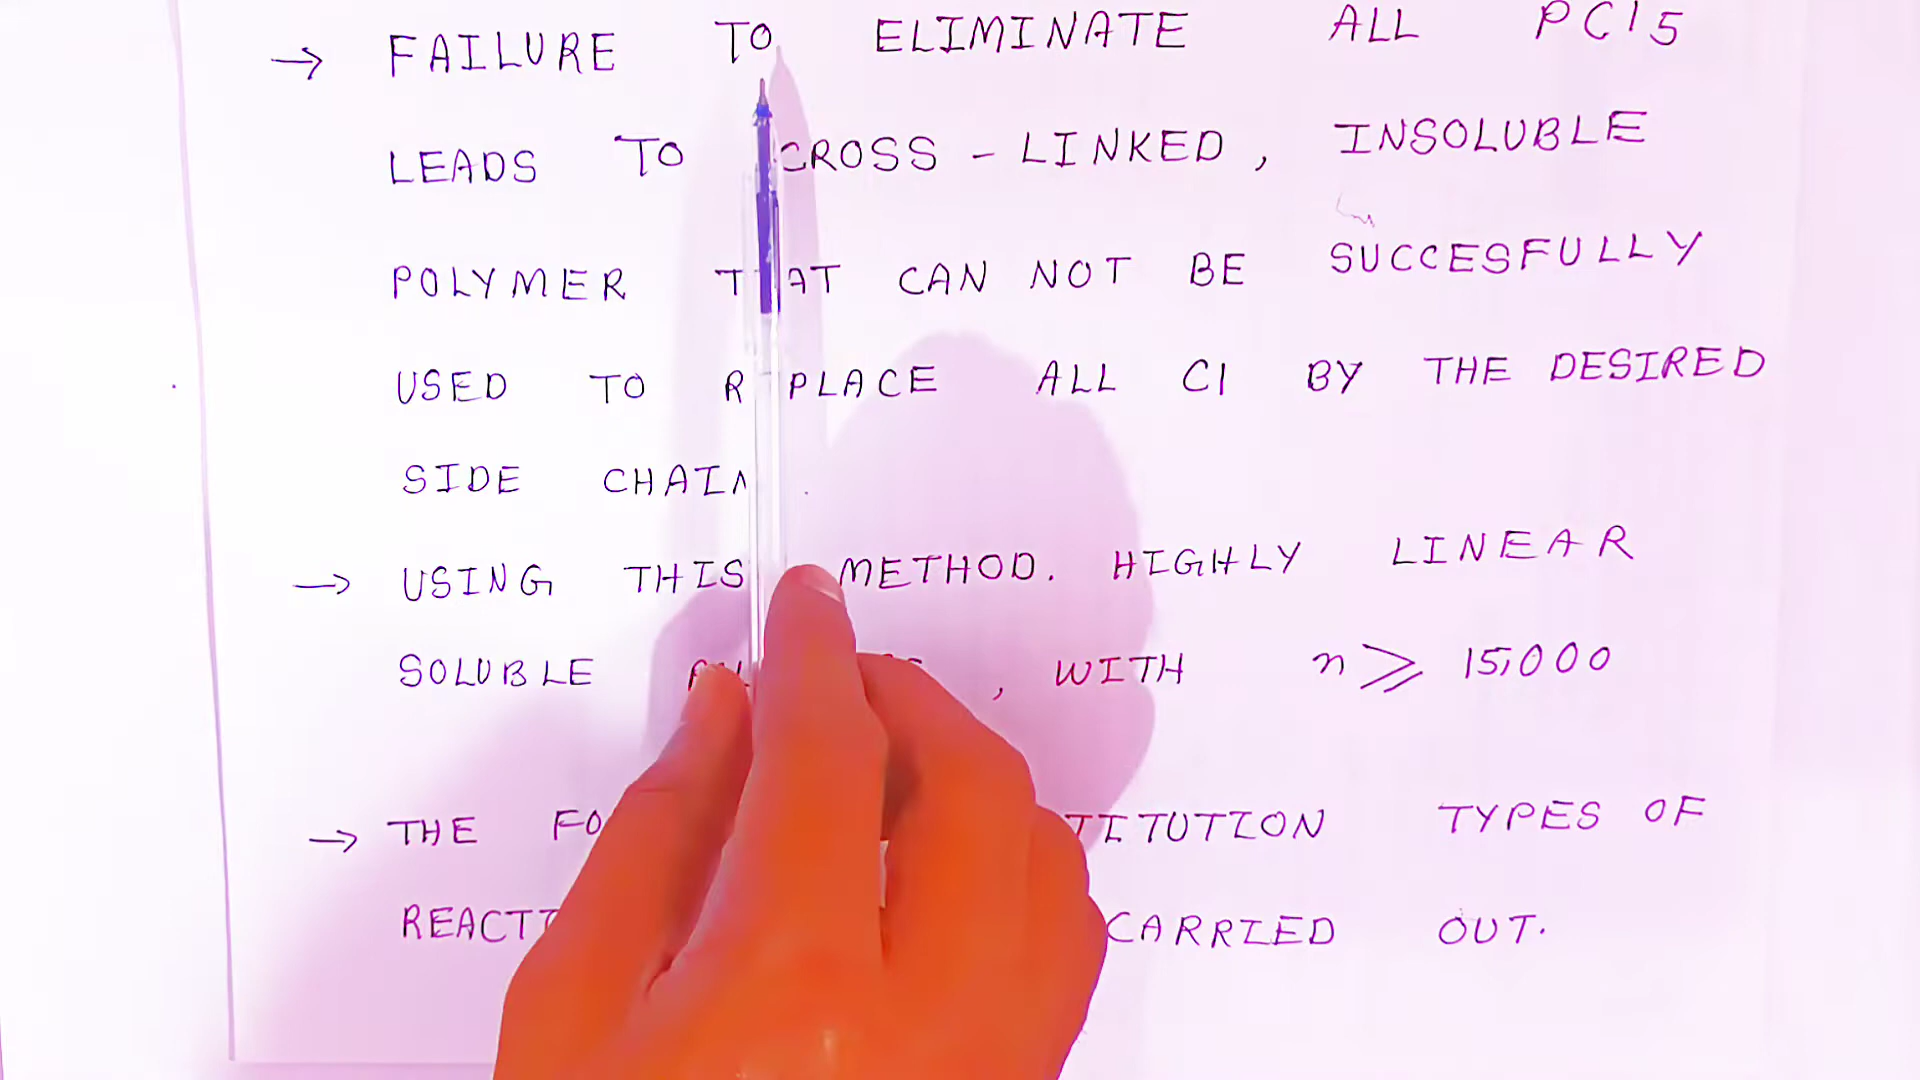 → FAILURE TO ELIMINATE ALL PCl5
LEADS TO CROSS - LINKED, INSOLUBLE
POLYMER THAT CAN NOT BE SUCCESFULLY
USED TO REPLACE ALL Cl BY THE DESIRED
SIDE CHAIN.
→ USING THIS METHOD. HIGHLY LINEAR
SOLUBLE , WITH n ⩾ 15,000
→ THE TYPES OF
CARRIED OUT.